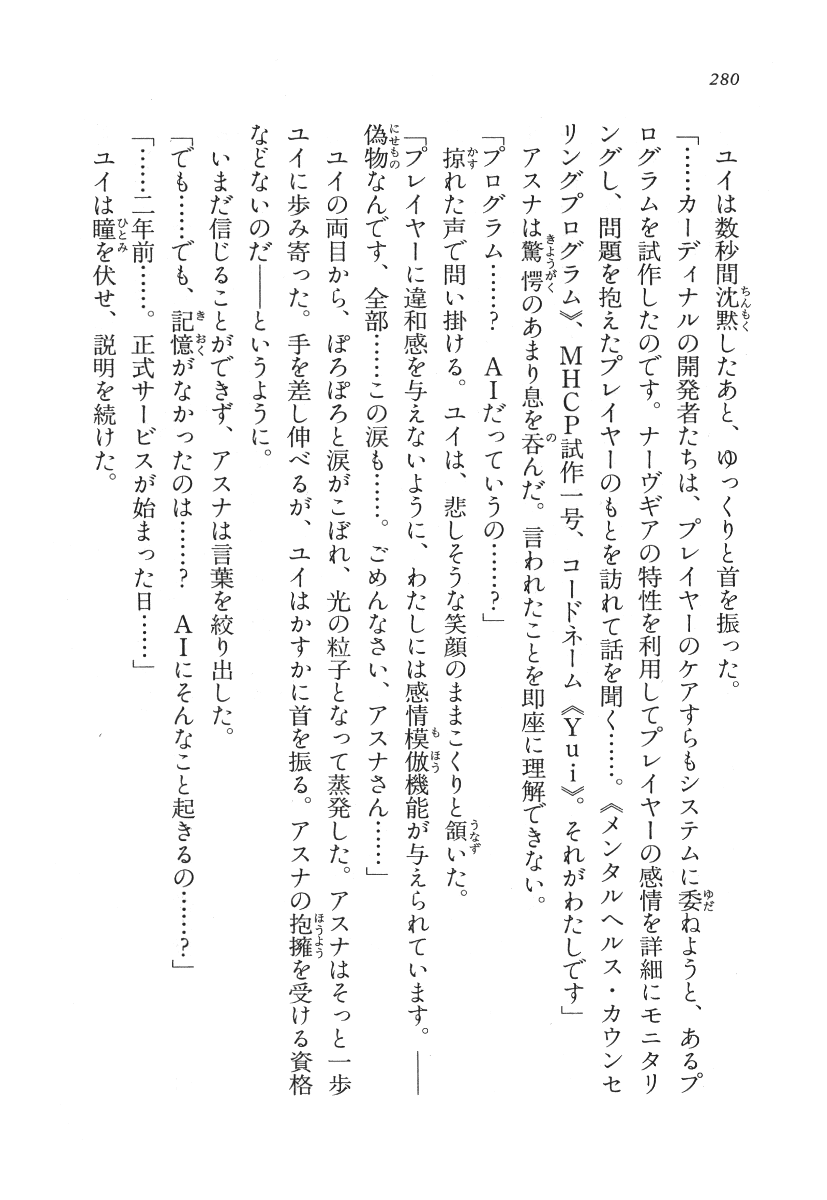 280
ユイは数秒間沈黙したあと、ゆっくりと首を振った。
「……カーディナルの開発者たちは、プレイヤーのケアすらもシステムに委ねようと、あるプ
ログラムを試作したのです。ナーヴギアの特性を利用してプレイヤーの感情を詳細にモニタリ
ングし、問題を抱えたプレイヤーのもとを訪れて話を聞く……。《メンタルヘルス・カウンセ
リングプログラム》、MHCP試作一号、コードネーム《Yui》。それがわたしです」
アスナは驚愕のあまり息を呑んだ。言われたことを即座に理解できない。
「プログラム……？　AIだっていうの……？」
掠れた声で問い掛ける。ユイは、悲しそうな笑顔のままこくりと頷いた。
「プレイヤーに違和感を与えないように、わたしには感情模倣機能が与えられています。――
偽物なんです、全部……この涙も……。ごめんなさい、アスナさん……」
ユイの両目から、ぽろぽろと涙がこぼれ、光の粒子となって蒸発した。アスナはそっと一歩
ユイに歩み寄った。手を差し伸べるが、ユイはかすかに首を振る。アスナの抱擁を受ける資格
などないのだ――というように。
いまだ信じることができず、アスナは言葉を絞り出した。
「でも……でも、記憶がなかったのは……？　AIにそんなこと起きるの……？」
「……二年前……。正式サービスが始まった日……」
ユイは瞳を伏せ、説明を続けた。